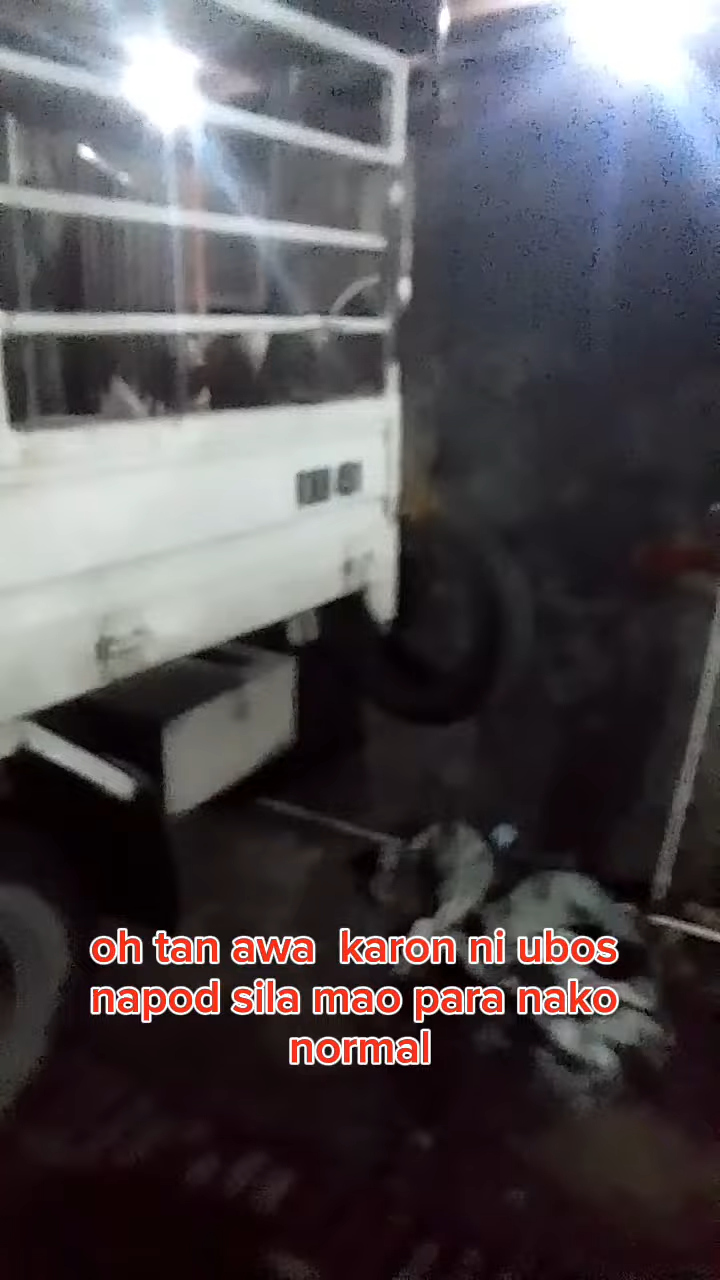 oh tan awa  karon ni ubos
napod sila mao para nako
normal